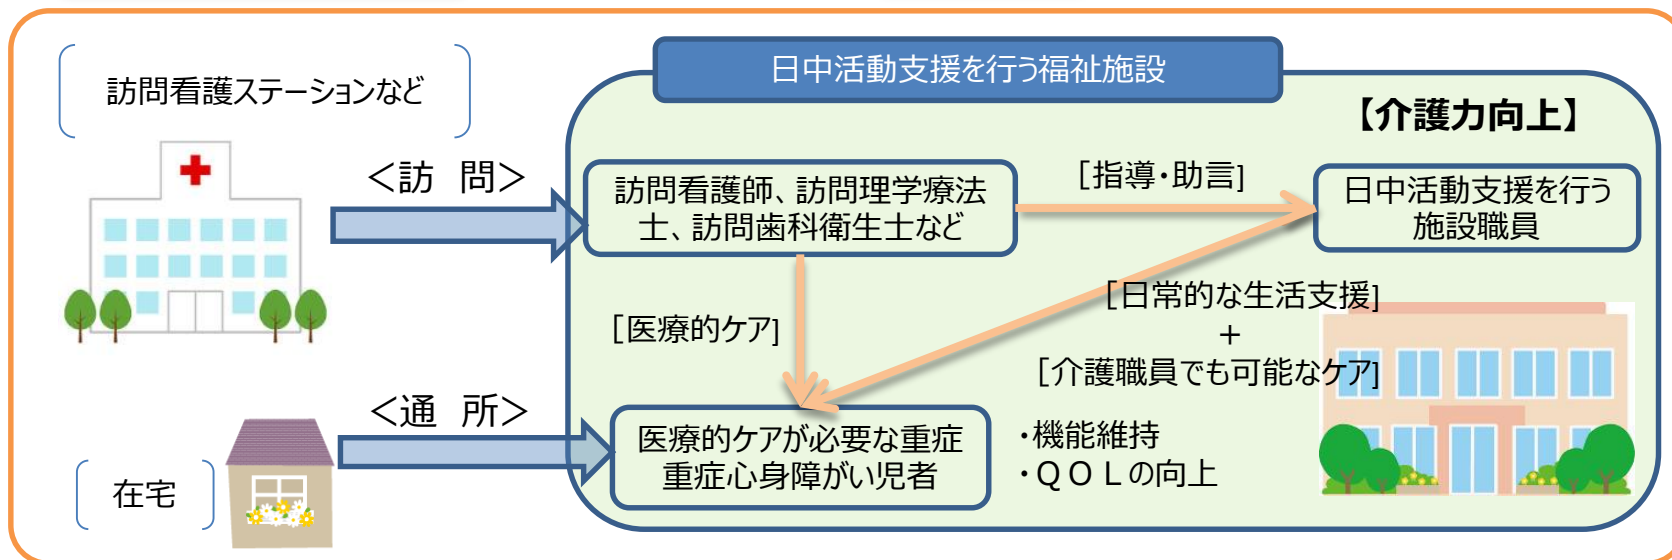 日中活動支援を行う福祉施設
訪問看護ステーションなど
【介護力向上】
<訪　問>
訪問看護師、訪問理学療法
士、訪問歯科衛生士など
[指導・助言]
日中活動支援を行う
施設職員
[医療的ケア]
[日常的な生活支援]
+
[介護職員でも可能なケア]
<通　所>
在宅
医療的ケアが必要な重症
重症心身障がい児者
・機能維持
・ＱＯＬの向上